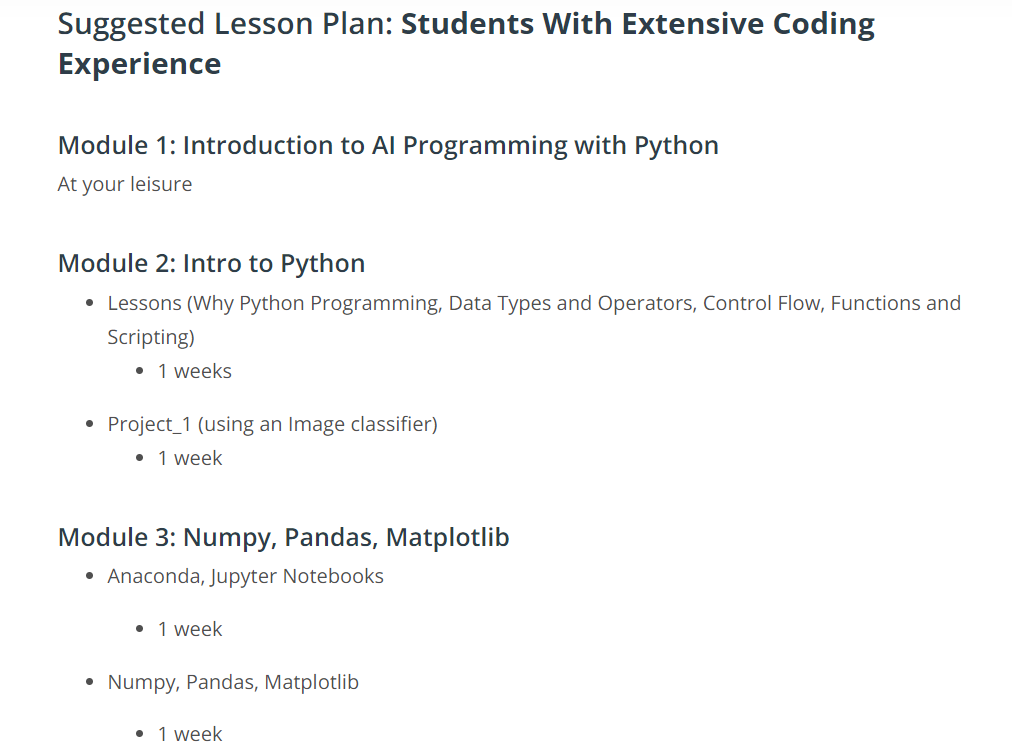 Suggested Lesson Plan: Students With Extensive Coding
Experience
Module 1: Introduction to AI Programming with Python
At your leisure
Module 2: Intro to Python
Lessons (Why Python Programming, Data Types and Operators, Control Flow, Functions and
Scripting)
1 weeks
Project_1 (using an Image classifier)
1 week
Module 3: Numpy, Pandas, Matplotlib
Anaconda, Jupyter Notebooks
1 week
Numpy, Pandas, Matplotlib
1 week